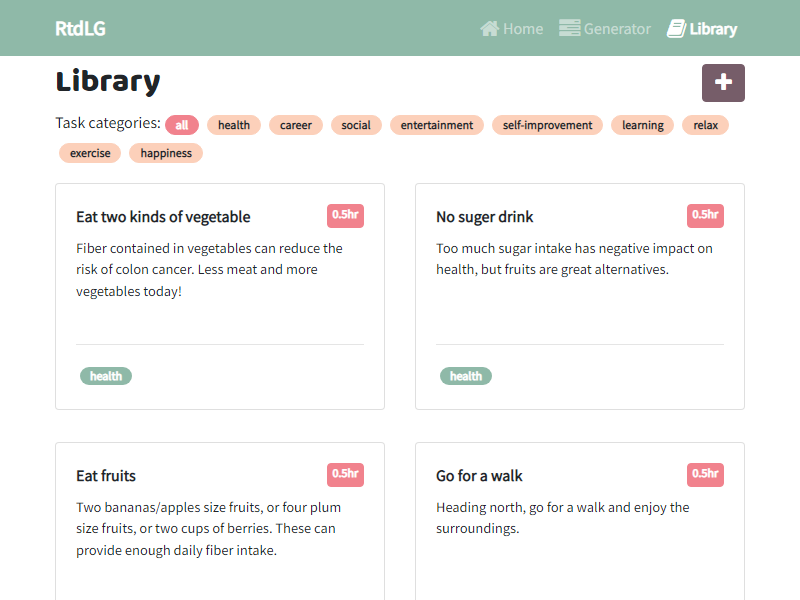 RtdLG Home Generator Library
Library
Task categories: all health career social entertainment self-improvement learning relax
exercise happiness
Eat two kinds of vegetable 0.5hr
Fiber contained in vegetables can reduce the
risk of colon cancer. Less meat and more
vegetables today!
health
No suger drink 0.5hr
Too much sugar intake has negative impact on
health, but fruits are great alternatives.
health
Eat fruits 0.5hr
Two bananas/apples size fruits, or four plum
size fruits, or two cups of berries. These can
provide enough daily fiber intake.
Go for a walk 0.5hr
Heading north, go for a walk and enjoy the
surroundings.